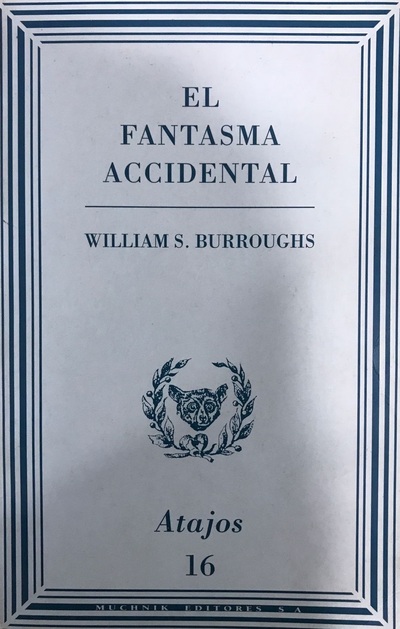 EL
FANTASMA
ACCIDENTAL
WILLIAM S. BURROUGHS
Atajos
16
MUCHNIK EDITORES S A